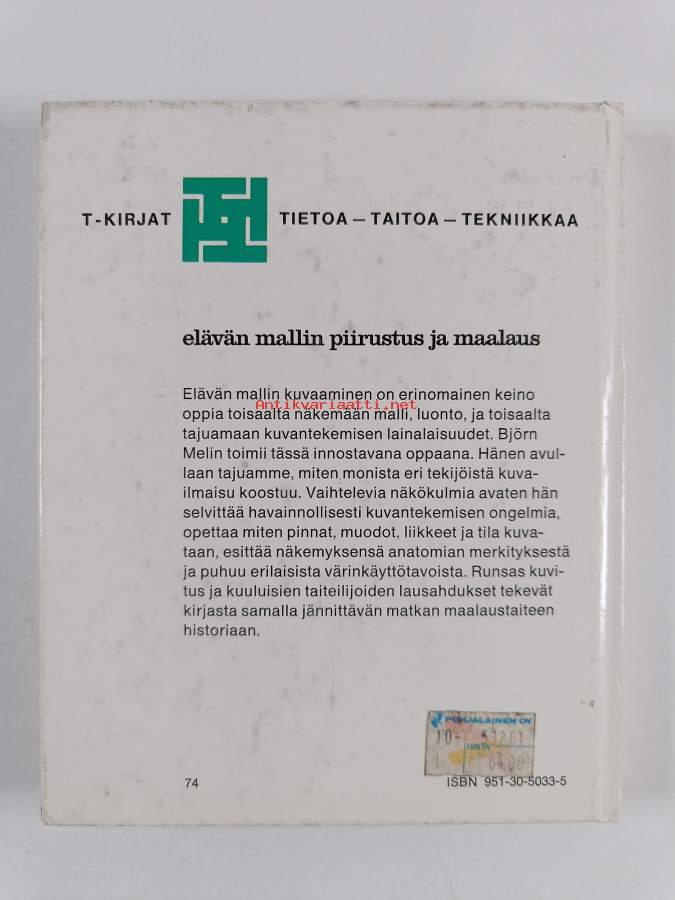 T-KIRJAT TIETOA — TAITOA — TEKNIIKKAA
elävän mallin piirustus ja maalaus
Elävän mallin kuvaaminen on erinomainen keino
Antikvariaatti.net
oppia toisaalta näkemään malli, luonto, ja toisaalta
tajuamaan kuvantekemisen lainalaisuudet. Björn
Melin toimii tässä innostavana oppaana. Hänen avul-
laan tajuamme, miten monista eri tekijöistä kuva-
ilmaisu koostuu. Vaihtelevia näkökulmia avaten hän
selvittää havainnollisesti kuvantekemisen ongelmia,
opettaa miten pinnat, muodot, liikkeet ja tila kuva-
taan, esittää näkemyksensä anatomian merkityksestä
ja puhuu erilaisista värinkäyttötavoista. Runsas kuvi-
tus ja kuuluisien taiteilijoiden lausahdukset tekevät
kirjasta samalla jännittävän matkan maalaustaiteen
historiaan.
POHJALAINEN OY
HINTA
74
ISBN 951-30-5033-5